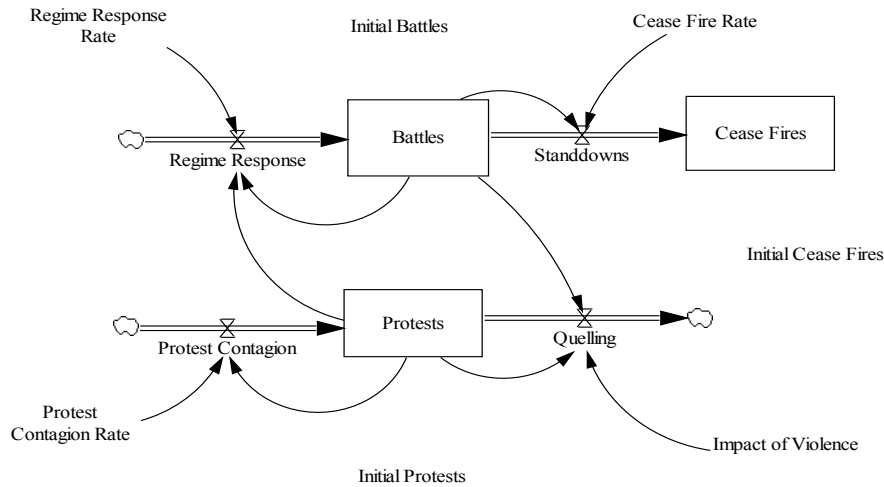 Regime Response
Rate
Initial Battles
Cease Fire Rate
Battles
Cease Fires
Regime Response
Standdowns
Initial Cease Fires
Protests
Protest Contagion
Quelling
Protest
Contagion Rate
Impact of Violence
Initial Protests